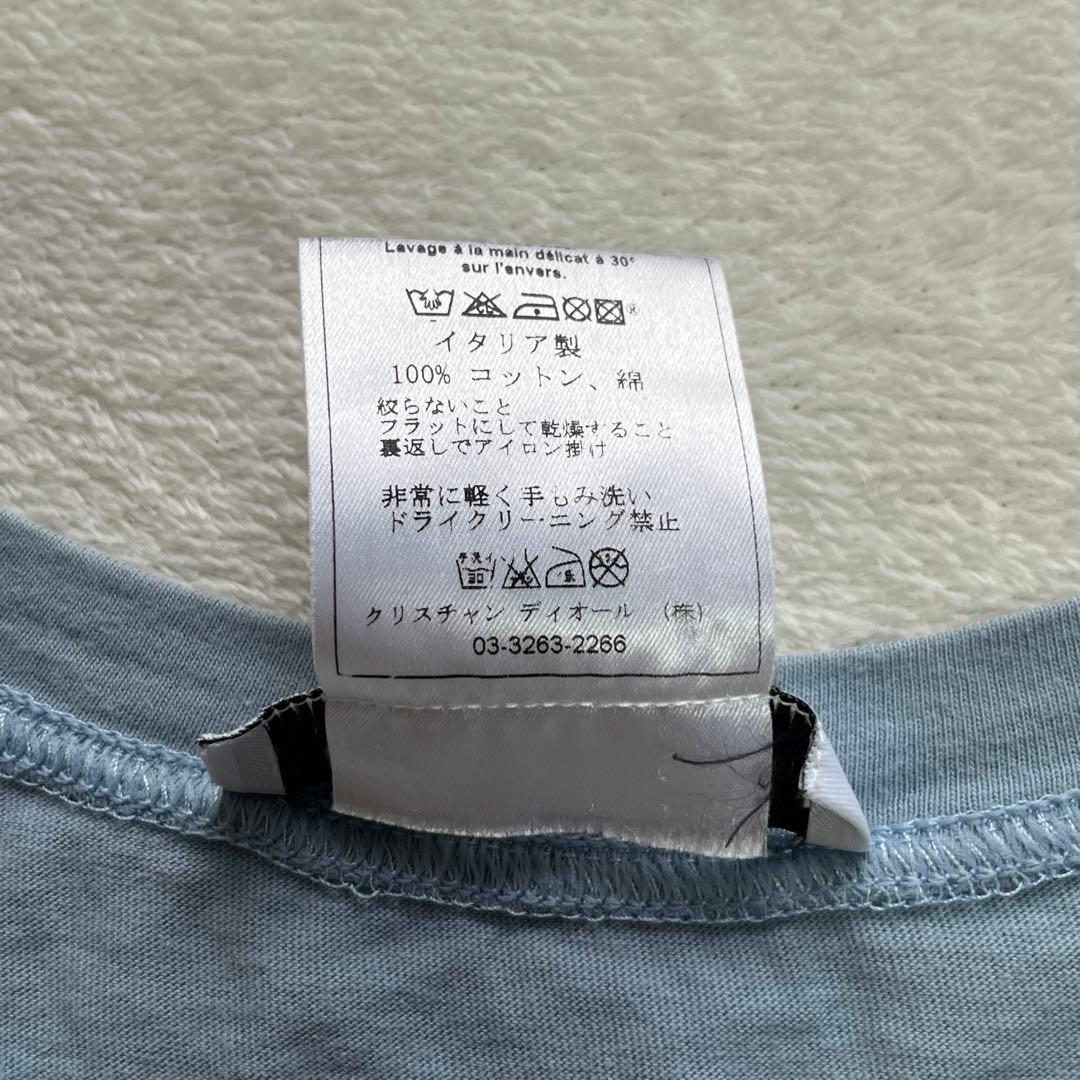 Lavage à la main délicat à 30°
sur l'envers.
イタリア製
100% コットン、綿
絞らないこと
フラットにして乾燥すること
裏返しでアイロン掛け
非常に軽く手もみ洗い
ドライクリーニング禁止
手洗イ
クリスチャン ディオール (株)
03-3263-2266